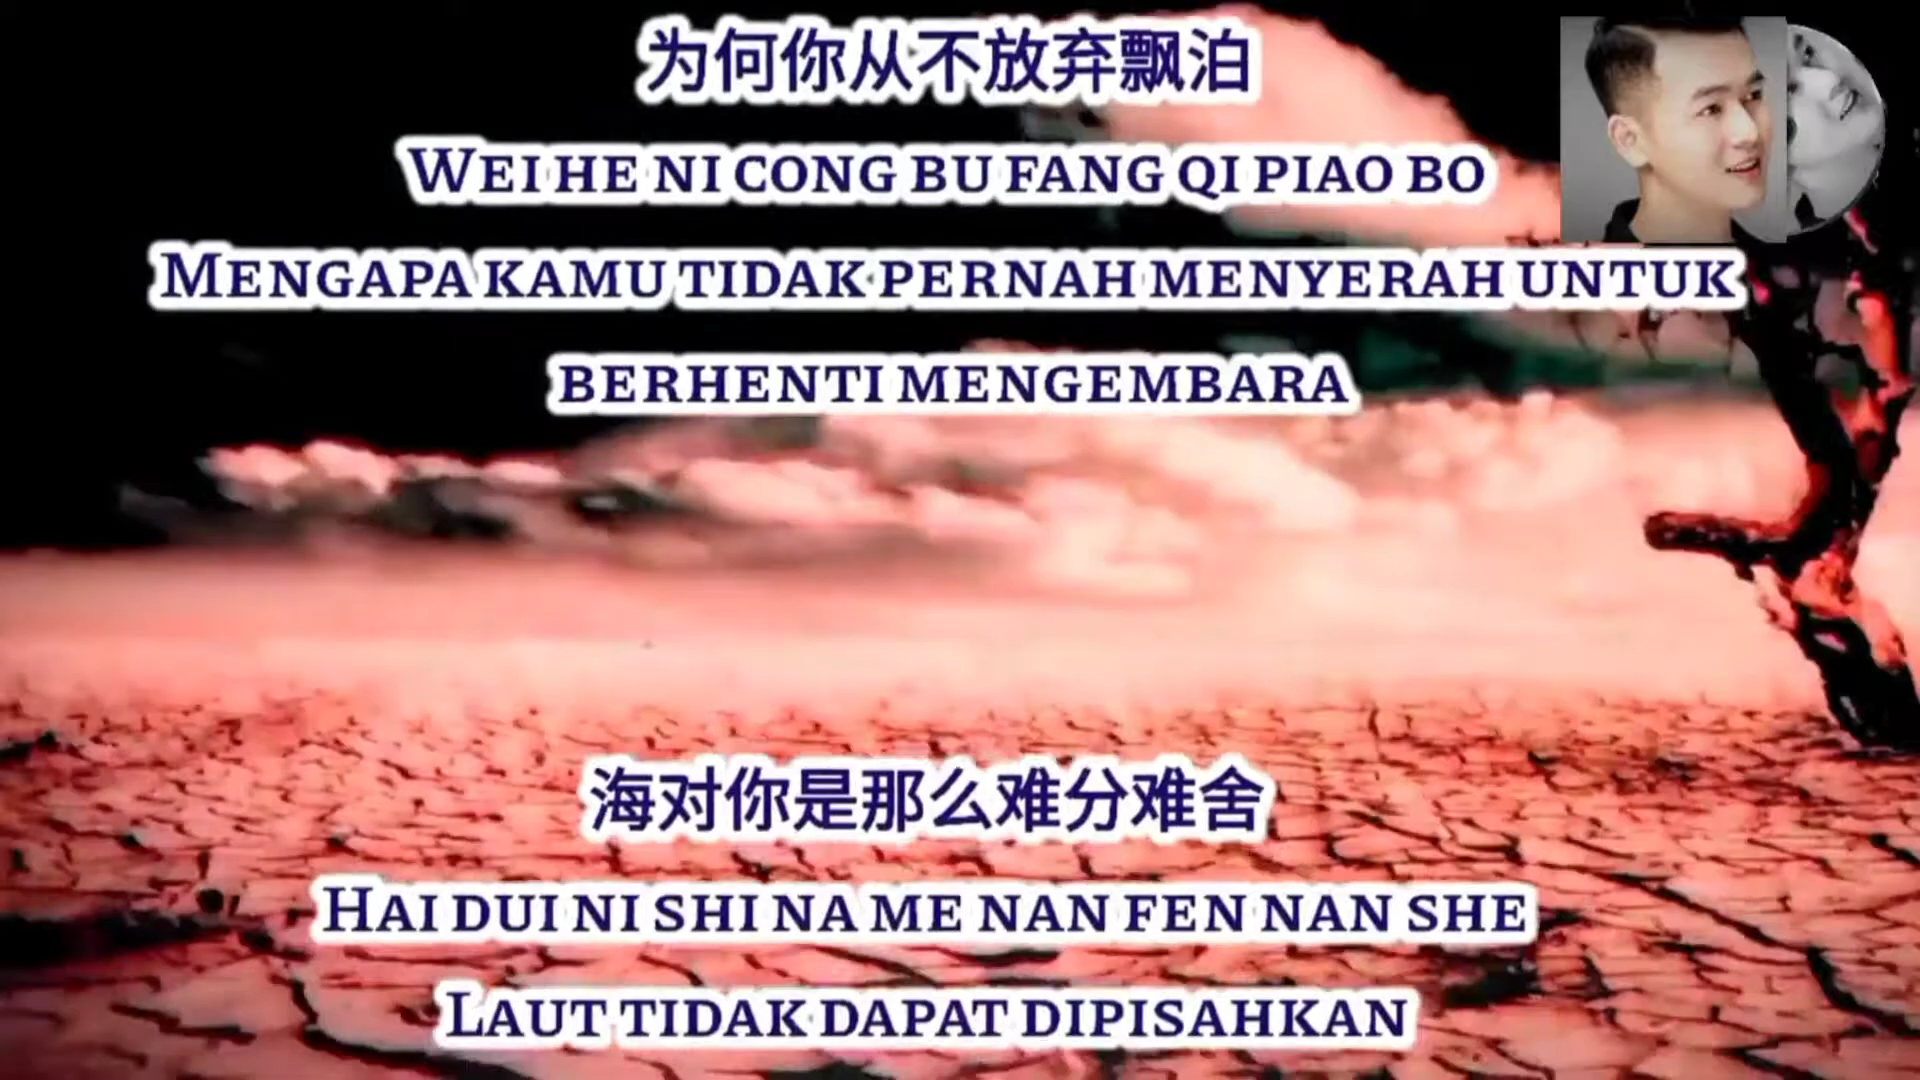 为何你从不放弃飘泊
WEI HE NI CONG BU FANG QI PIAO BO
MENGAPA KAMU TIDAK PERNAH MENYERAH UNTUK
BERHENTI MENGEMBARA
海对你是那么难分难舍
HAI DUI NI SHI NA ME NAN FEN NAN SHE
LAUT TIDAK DAPAT DIPISAHKAN